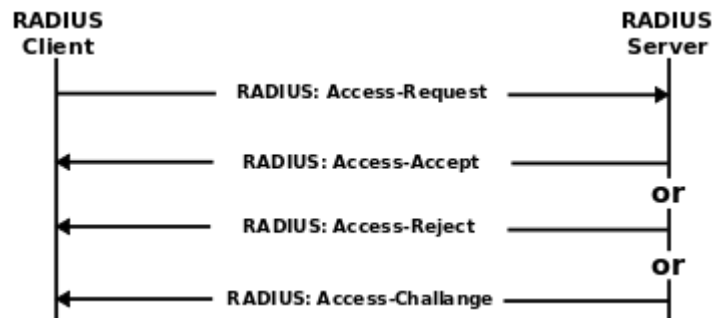 RADIUS
Client
RADIUS
Server
RADIUS: Access-Request
RADIUS: Access-Accept
or
RADIUS: Access-Reject
or
RADIUS: Access-Challange